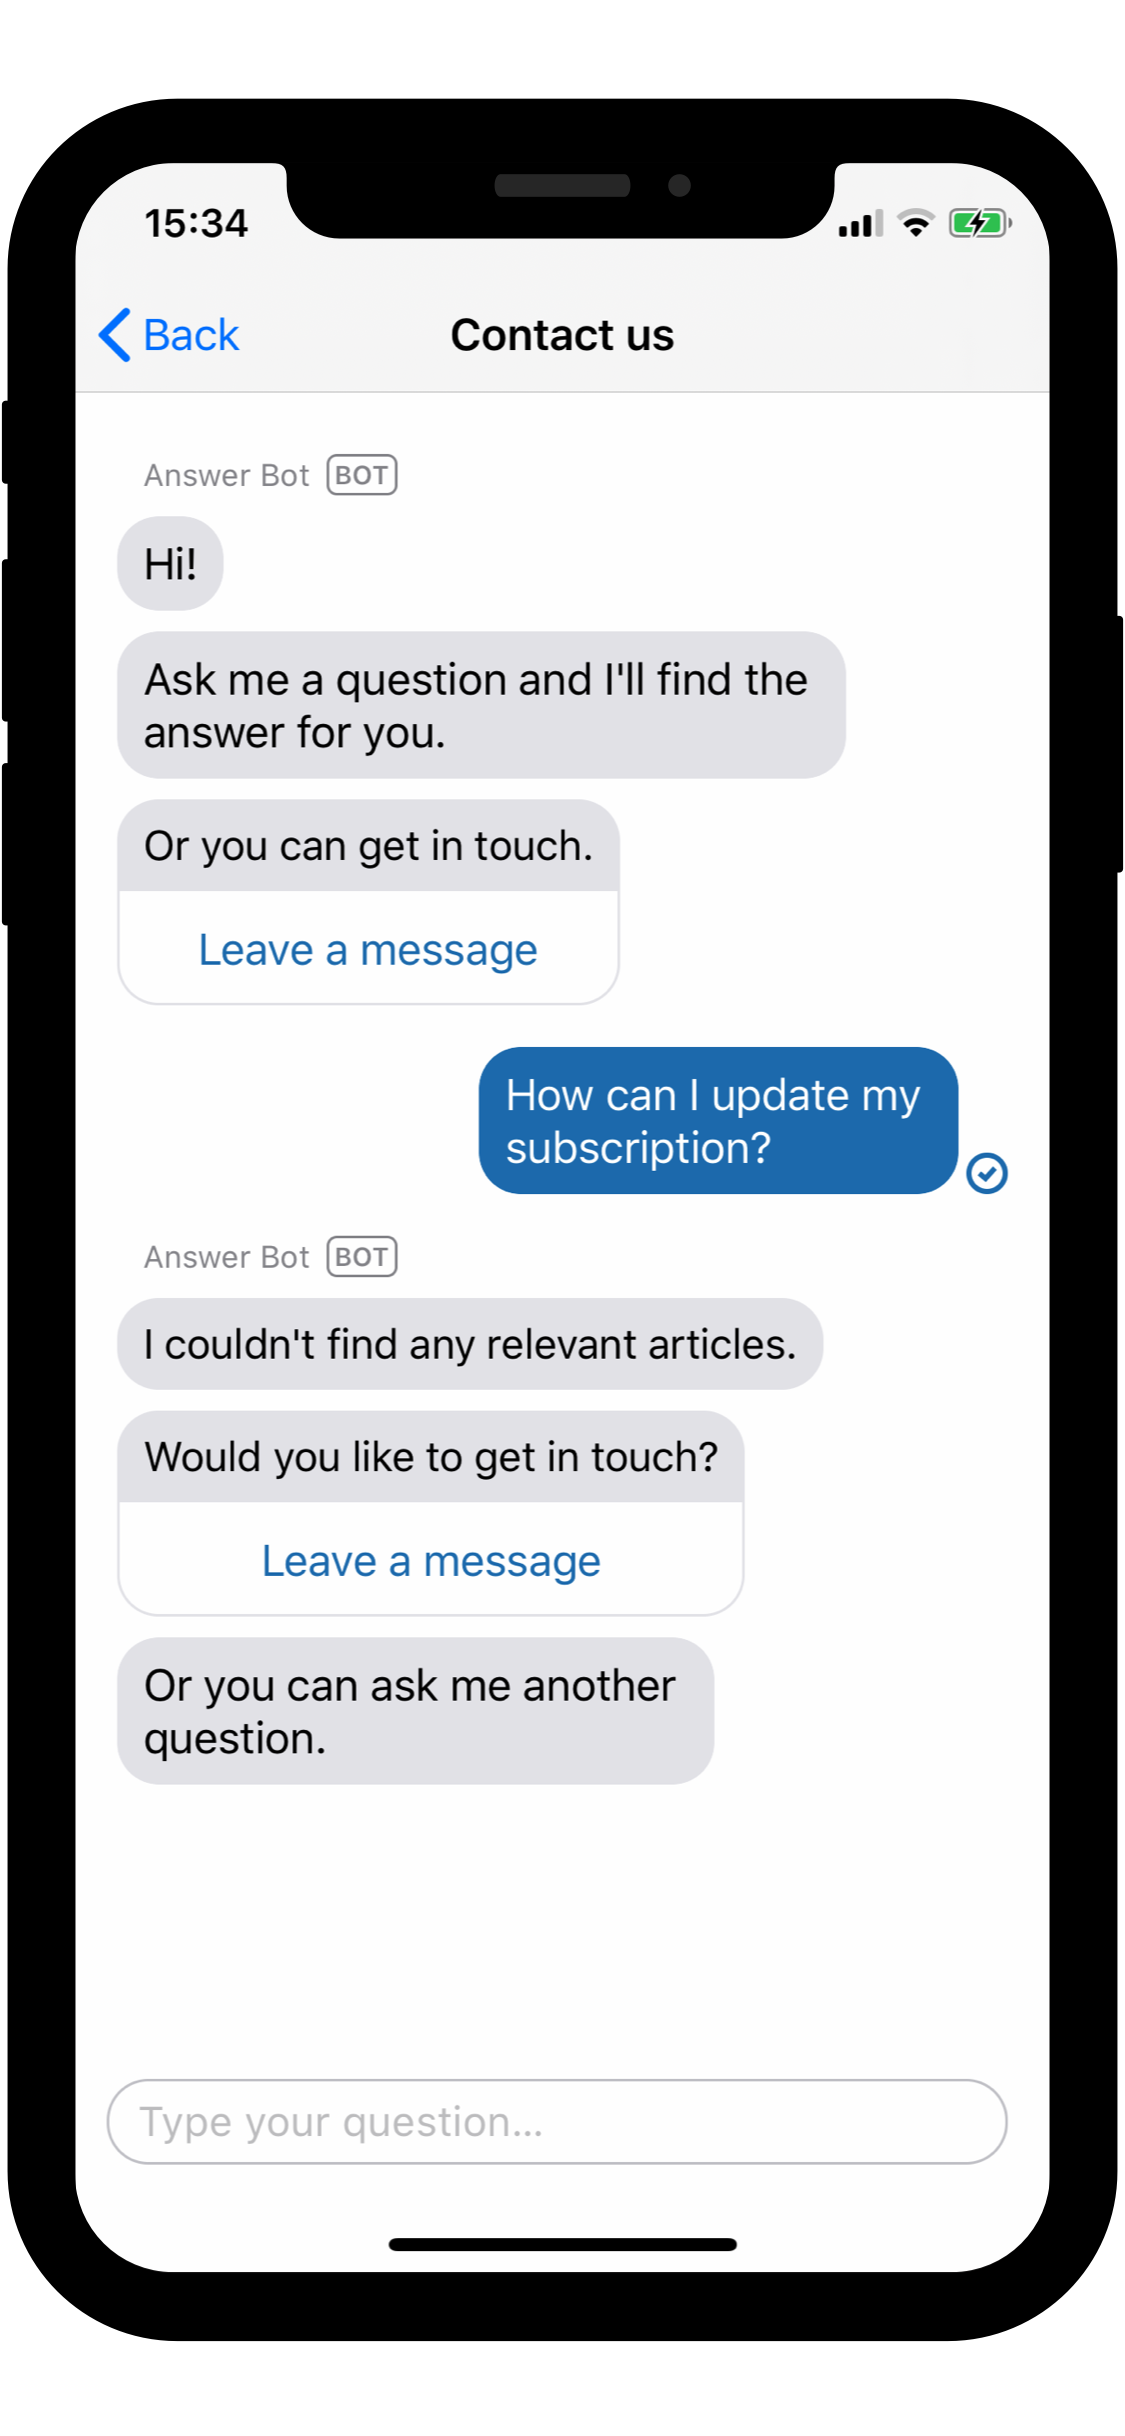 15:34
Back
Contact us
Answer Bot BOT
Hi!
Ask me a question and I'll find the
answer for you.
Or you can get in touch.
Leave a message
How can I update my
subscription?
Answer Bot BOT
I couldn't find any relevant articles.
Would you like to get in touch?
Leave a message
Or you can ask me another
question.
Type your question...